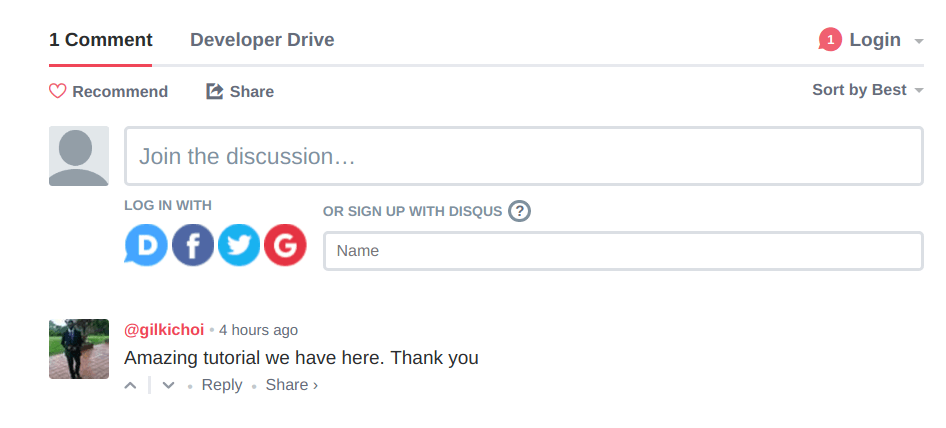 1 Comment Developer Drive 1 Login
Recommend Share Sort by Best
Join the discussion…
LOG IN WITH
OR SIGN UP WITH DISQUS ?
D f G
Name
@gilkichoi • 4 hours ago
Amazing tutorial we have here. Thank you
• Reply • Share ›